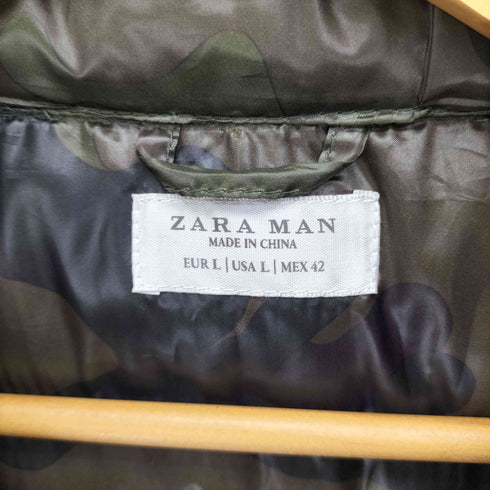 ZARA MAN
MADE IN CHINA
EUR L | USA L | MEX 42